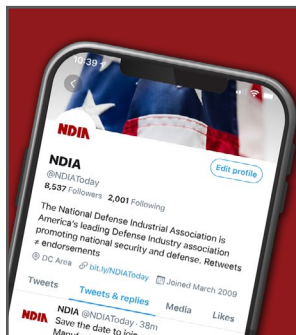 10:39
NDIA
NDIA
Edit profile
@NDIAToday
8,537 Followers 2,001 Following
The National Defense Industrial Association is
America's leading Defense Industry association
promoting national security and defense. Retweets
≠ endorsements
DC Area bit.ly/NDIAToday Joined March 2009
Tweets Tweets & replies Media Likes
NDIA
NDIA @NDIAToday · 38m
Save the date to join